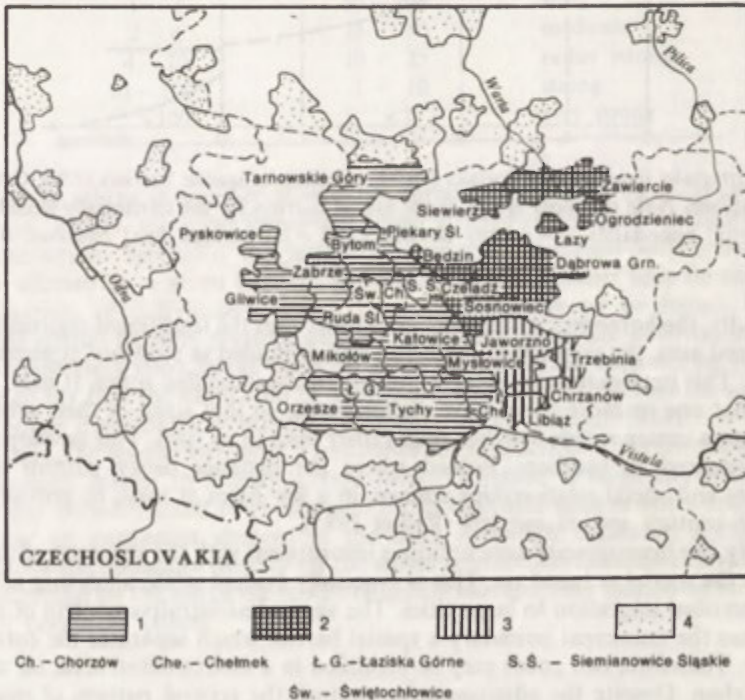 Warta
Pilica
Tarnowskie Góry
Zawiercie
Siewierz
Ogrodzieniec
Pyskowice
Piekary Śl.
Łazy
Bytom
Będzin
Dąbrowa Grn.
Zabrze
S. Ś.
Czeladź
Odra
Gliwice
Św.
Ch.
Sosnowiec
Ruda Śl.
Katowice
Jaworzno
Mikołów
Mysłowice
Trzebinia
Ł. G.
Chrzanów
Orzesze
Tychy
Che.
Libiąż
Vistula
CZECHOSLOVAKIA
1 2 3 4
Ch. – Chorzów Che. – Chełmek Ł. G. – Łaziska Górne S. Ś. – Siemianowice Śląskie
Św. – Świętochłowice